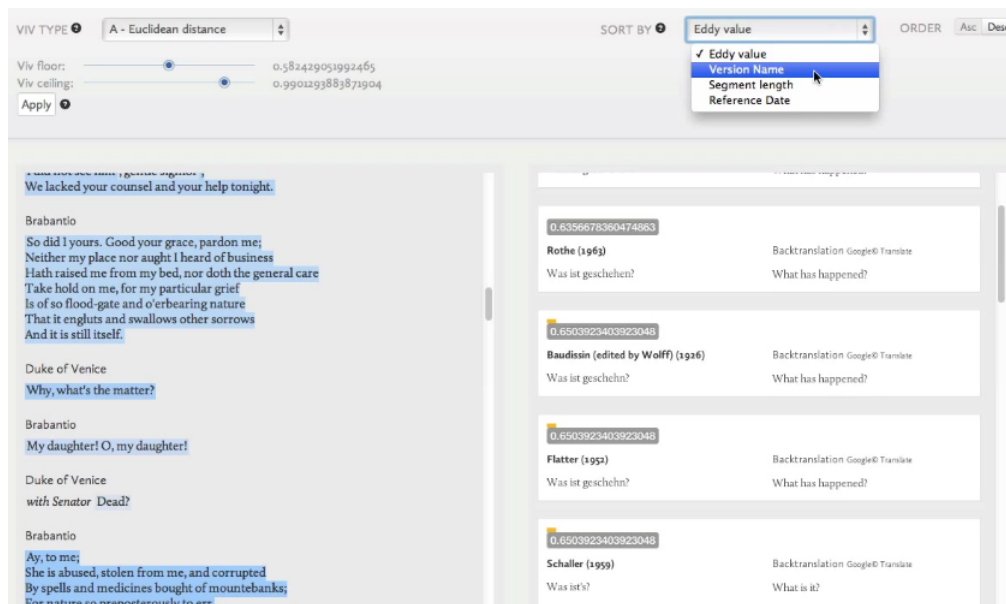 VIV TYPE ? A - Euclidean distance
SORT BY ? Eddy value
ORDER Asc Desc
✓ Eddy value
Version Name
Segment length
Reference Date
Viv floor: 0.582429051992465
Viv ceiling: 0.9901293883871904
Apply ?
We lacked your counsel and your help tonight.
Brabantio
So did I yours. Good your grace, pardon me;
Neither my place nor aught I heard of business
Hath raised me from my bed, nor doth the general care
Take hold on me, for my particular grief
Is of so flood-gate and o'erbearing nature
That it engluts and swallows other sorrows
And it is still itself.
Duke of Venice
Why, what's the matter?
Brabantio
My daughter! O, my daughter!
Duke of Venice
with Senator Dead?
Brabantio
Ay, to me;
She is abused, stolen from me, and corrupted
By spells and medicines bought of mountebanks;
For nature so preposterously to err,
0.6356678360474863
Rothe (1963) Backtranslation Google© Translate
Was ist geschehen? What has happened?
0.6503923403923048
Baudissin (edited by Wolff) (1926) Backtranslation Google© Translate
Was ist geschehn? What has happened?
0.6503923403923048
Flatter (1952) Backtranslation Google© Translate
Was ist geschehn? What has happened?
0.6503923403923048
Schaller (1959) Backtranslation Google© Translate
Was ist's? What is it?